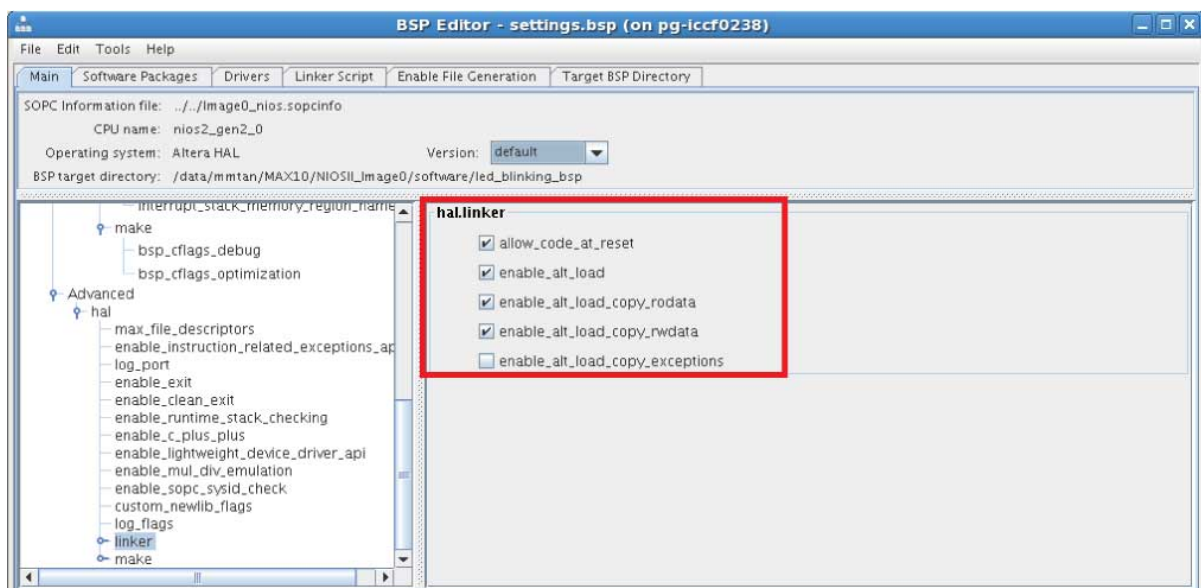 BSP Editor - settings.bsp (on pg-iccf0238)
File Edit Tools Help
Main Software Packages Drivers Linker Script Enable File Generation Target BSP Directory
SOPC Information file: ../../Image0_nios.sopcinfo
CPU name: nios2_gen2_0
Operating system: Altera HAL Version: default
BSP target directory: /data/mmtan/MAX10/NIOSII_Image0/software/led_blinking_bsp
interrupt_stack_memory_region_name
make
bsp_cflags_debug
bsp_cflags_optimization
Advanced
hal
max_file_descriptors
enable_instruction_related_exceptions_ap
log_port
enable_exit
enable_clean_exit
enable_runtime_stack_checking
enable_c_plus_plus
enable_lightweight_device_driver_api
enable_mul_div_emulation
enable_sopc_sysid_check
custom_newlib_flags
log_flags
linker
make
hal.linker
allow_code_at_reset
enable_alt_load
enable_alt_load_copy_rodata
enable_alt_load_copy_rwdata
enable_alt_load_copy_exceptions